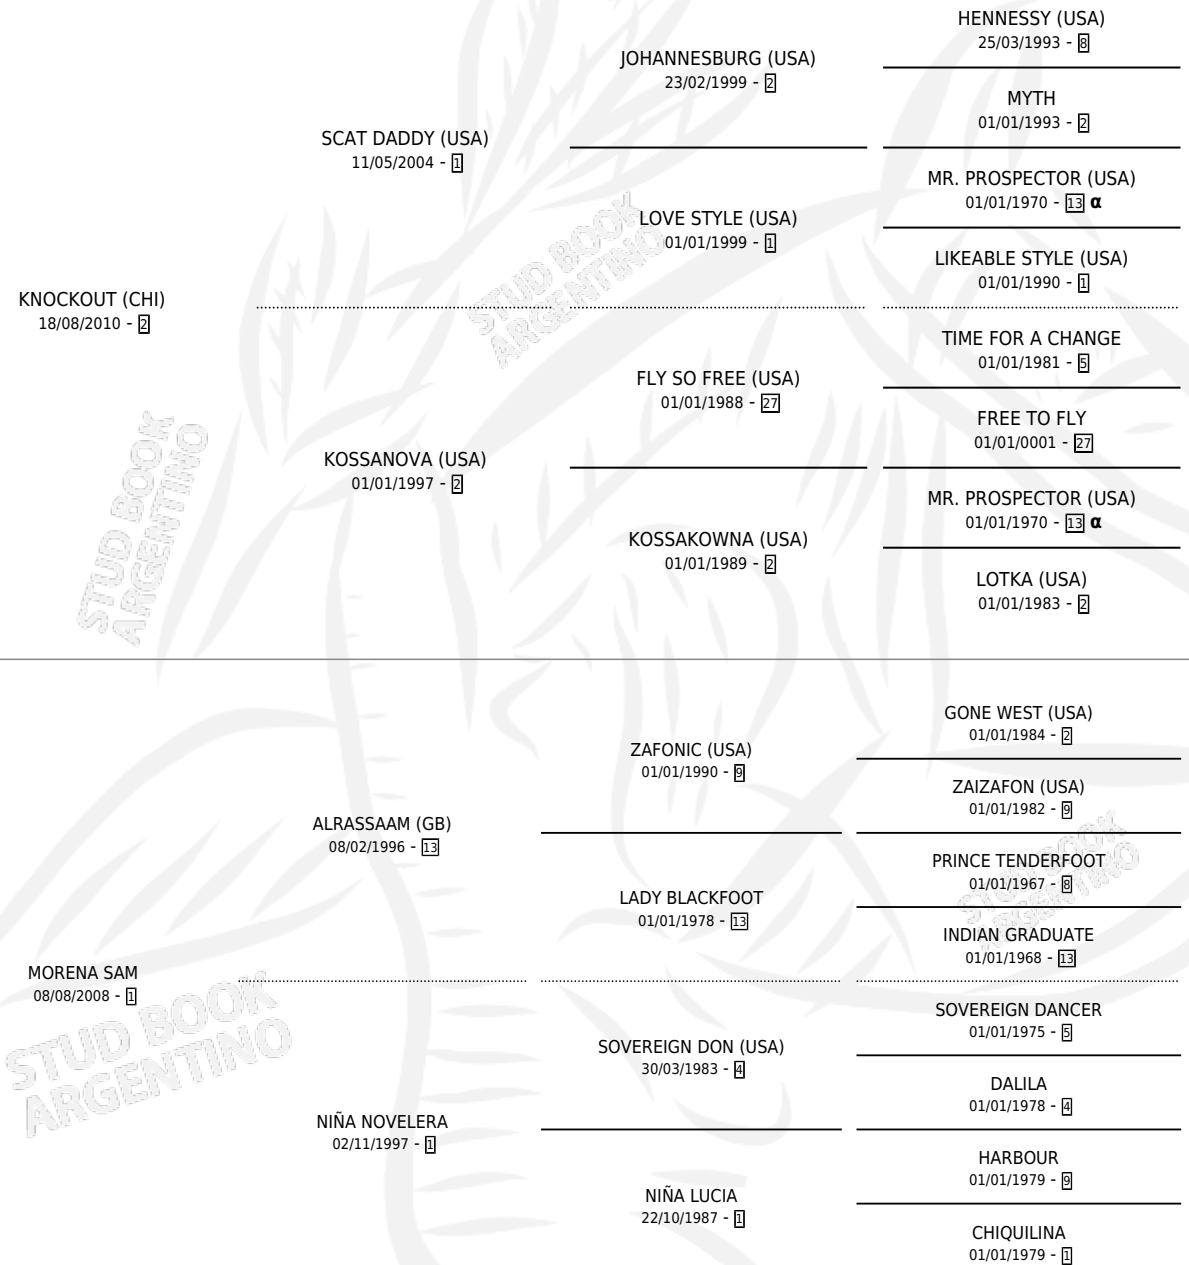 HENNESSY (USA)
25/03/1993 - 8
JOHANNESBURG (USA)
23/02/1999 - 2
MYTH
01/01/1993 - 2
SCAT DADDY (USA)
11/05/2004 - 1
MR. PROSPECTOR (USA)
01/01/1970 - 13 α
LOVE STYLE (USA)
01/01/1999 - 1
LIKEABLE STYLE (USA)
01/01/1990 - 1
KNOCKOUT (CHI)
18/08/2010 - 2
TIME FOR A CHANGE
01/01/1981 - 5
FLY SO FREE (USA)
01/01/1988 - 27
FREE TO FLY
01/01/0001 - 27
KOSSANOVA (USA)
01/01/1997 - 2
MR. PROSPECTOR (USA)
01/01/1970 - 13 α
KOSSAKOWNA (USA)
01/01/1989 - 2
LOTKA (USA)
01/01/1983 - 2
GONE WEST (USA)
01/01/1984 - 2
ZAFONIC (USA)
01/01/1990 - 9
ZAIZAFON (USA)
01/01/1982 - 9
ALRASSAAM (GB)
08/02/1996 - 13
PRINCE TENDERFOOT
01/01/1967 - 8
LADY BLACKFOOT
01/01/1978 - 13
INDIAN GRADUATE
01/01/1968 - 13
MORENA SAM
08/08/2008 - 1
SOVEREIGN DANCER
01/01/1975 - 5
SOVEREIGN DON (USA)
30/03/1983 - 4
DALILA
01/01/1978 - 4
NIÑA NOVELERA
02/11/1997 - 1
HARBOUR
01/01/1979 - 9
NIÑA LUCIA
22/10/1987 - 1
CHIQUILINA
01/01/1979 - 1
STUD BOOK
ARGENTINO
STUD BOOK
ARGENTINO
STUD BOOK
ARGENTINO
STUD BOOK
ARGENTINO